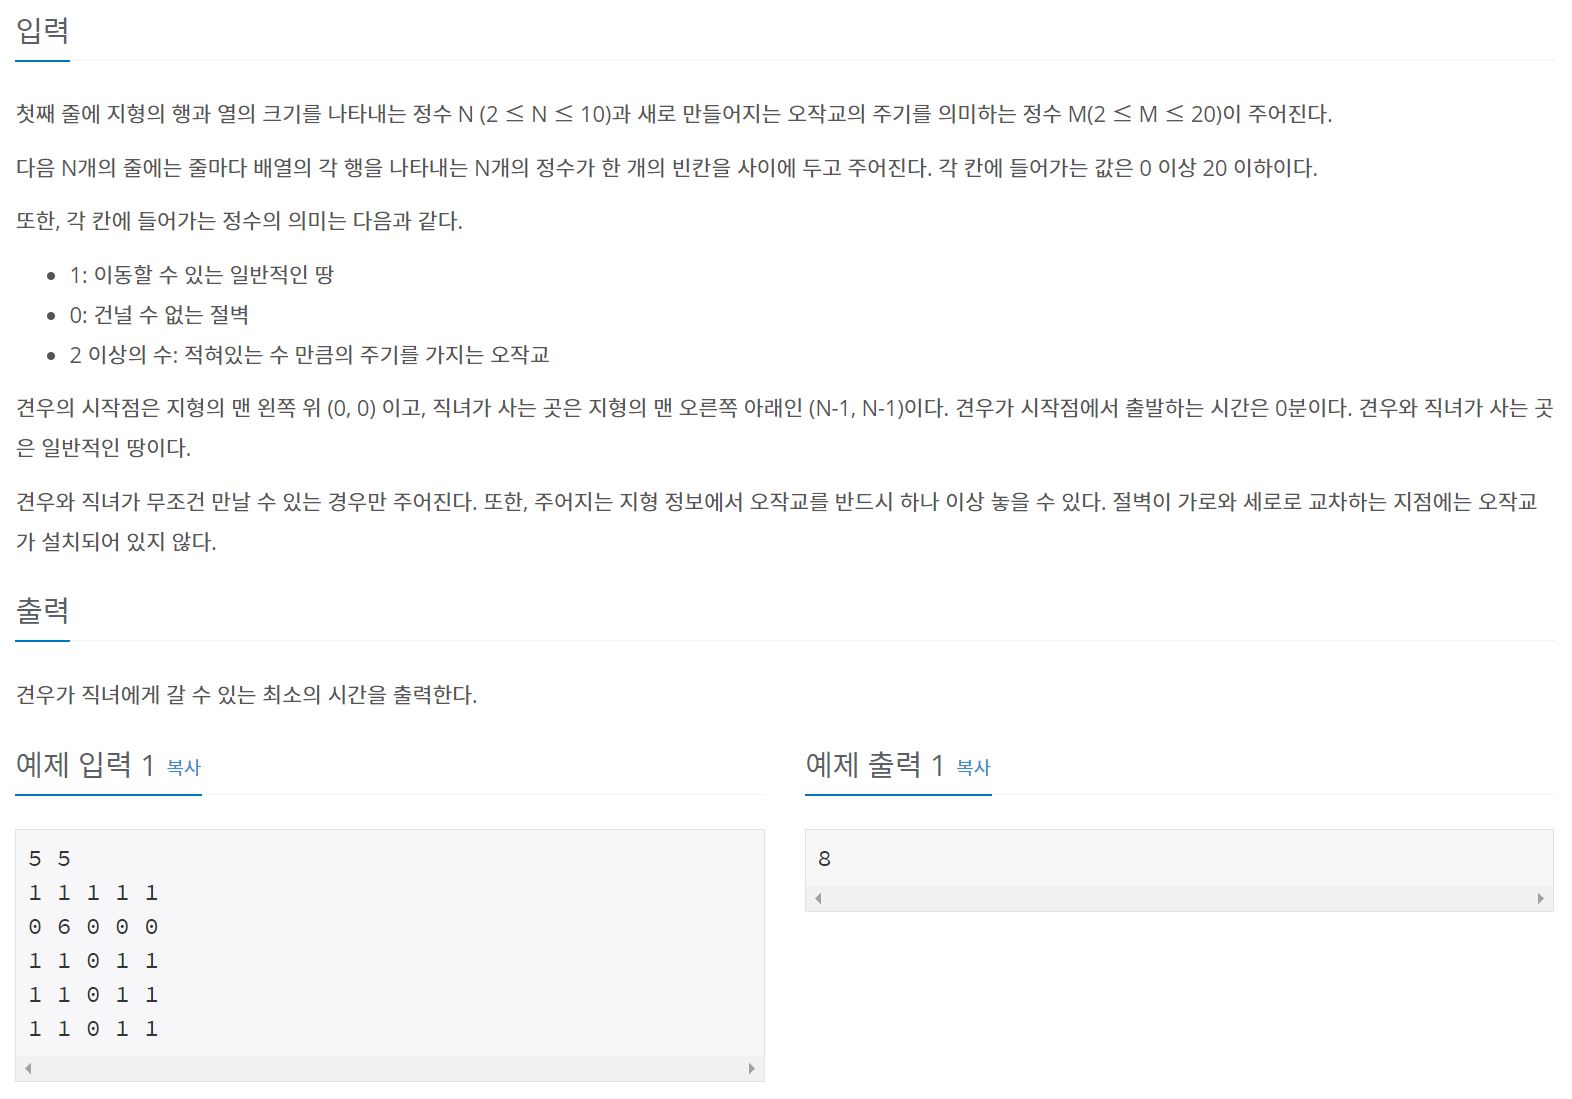 입력
첫째 줄에 지형의 행과 열의 크기를 나타내는 정수 N (2 ≤ N ≤ 10)과 새로 만들어지는 오작교의 주기를 의미하는 정수 M(2 ≤ M ≤ 20)이 주어진다.
다음 N개의 줄에는 줄마다 배열의 각 행을 나타내는 N개의 정수가 한 개의 빈칸을 사이에 두고 주어진다. 각 칸에 들어가는 값은 0 이상 20 이하이다.
또한, 각 칸에 들어가는 정수의 의미는 다음과 같다.
• 1: 이동할 수 있는 일반적인 땅
• 0: 건널 수 없는 절벽
• 2 이상의 수: 적혀있는 수 만큼의 주기를 가지는 오작교
견우의 시작점은 지형의 맨 왼쪽 위 (0, 0) 이고, 직녀가 사는 곳은 지형의 맨 오른쪽 아래인 (N-1, N-1)이다. 견우가 시작점에서 출발하는 시간은 0분이다. 견우와 직녀가 사는 곳
은 일반적인 땅이다.
견우와 직녀가 무조건 만날 수 있는 경우만 주어진다. 또한, 주어지는 지형 정보에서 오작교를 반드시 하나 이상 놓을 수 있다. 절벽이 가로와 세로로 교차하는 지점에는 오작교
가 설치되어 있지 않다.
출력
견우가 직녀에게 갈 수 있는 최소의 시간을 출력한다.
예제 입력 1 복사
5 5
1 1 1 1 1
0 6 0 0 0
1 1 0 1 1
1 1 0 1 1
1 1 0 1 1
예제 출력 1 복사
8